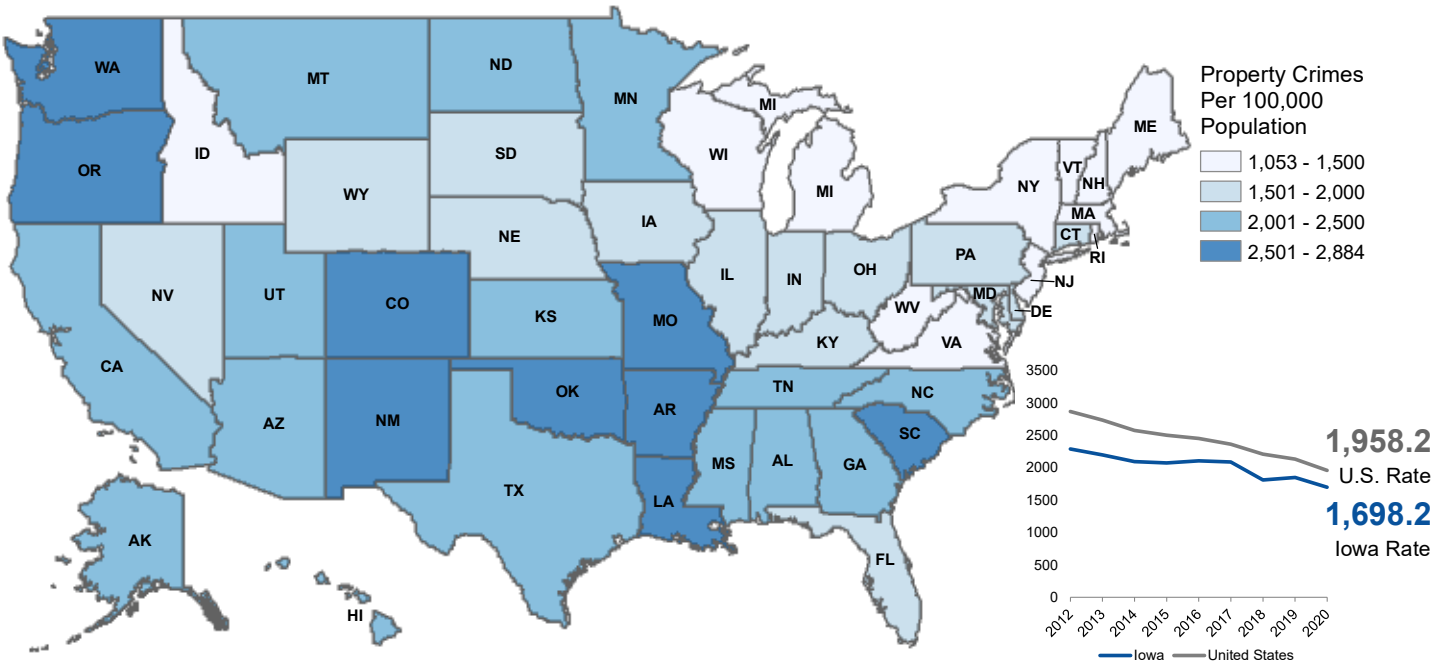 WA
MT
ND
MN
OR
ID
WY
SD
WI
MI
MI
NY
VT
NH
ME
MA
CT
RI
NE
IA
IL
IN
OH
PA
NJ
MD
DE
WV
VA
NV
UT
CO
KS
MO
KY
CA
AZ
NM
OK
AR
TN
NC
SC
TX
LA
MS
AL
GA
FL
AK
HI
Property Crimes
Per 100,000
Population
1,053 - 1,500
1,501 - 2,000
2,001 - 2,500
2,501 - 2,884
3500
3000
2500
2000
1500
1000
500
0
2012
2013
2014
2015
2016
2017
2018
2019
2020
Iowa
United States
1,958.2
U.S. Rate
1,698.2
Iowa Rate